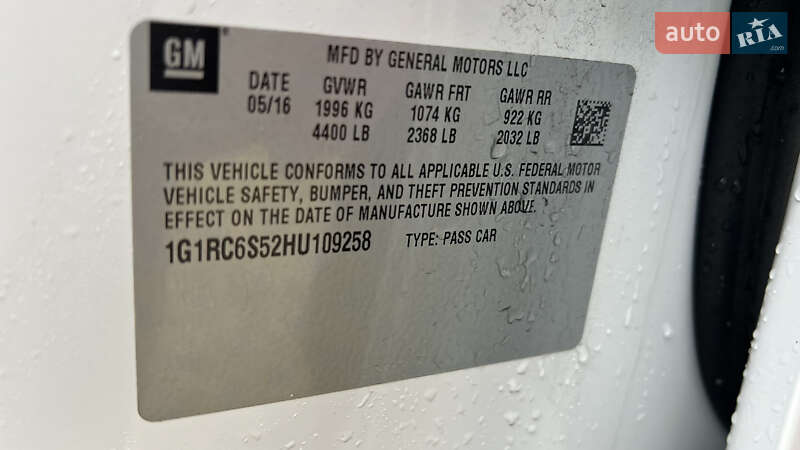 auto RIA.com
GM
MFD BY GENERAL MOTORS LLC
DATE GVWR GAWR FRT GAWR RR
05/16 1996 KG 1074 KG 922 KG
4400 LB 2368 LB 2032 LB
THIS VEHICLE CONFORMS TO ALL APPLICABLE U.S. FEDERAL MOTOR
VEHICLE SAFETY, BUMPER, AND THEFT PREVENTION STANDARDS IN
EFFECT ON THE DATE OF MANUFACTURE SHOWN ABOVE.
1G1RC6S52HU109258 TYPE: PASS CAR